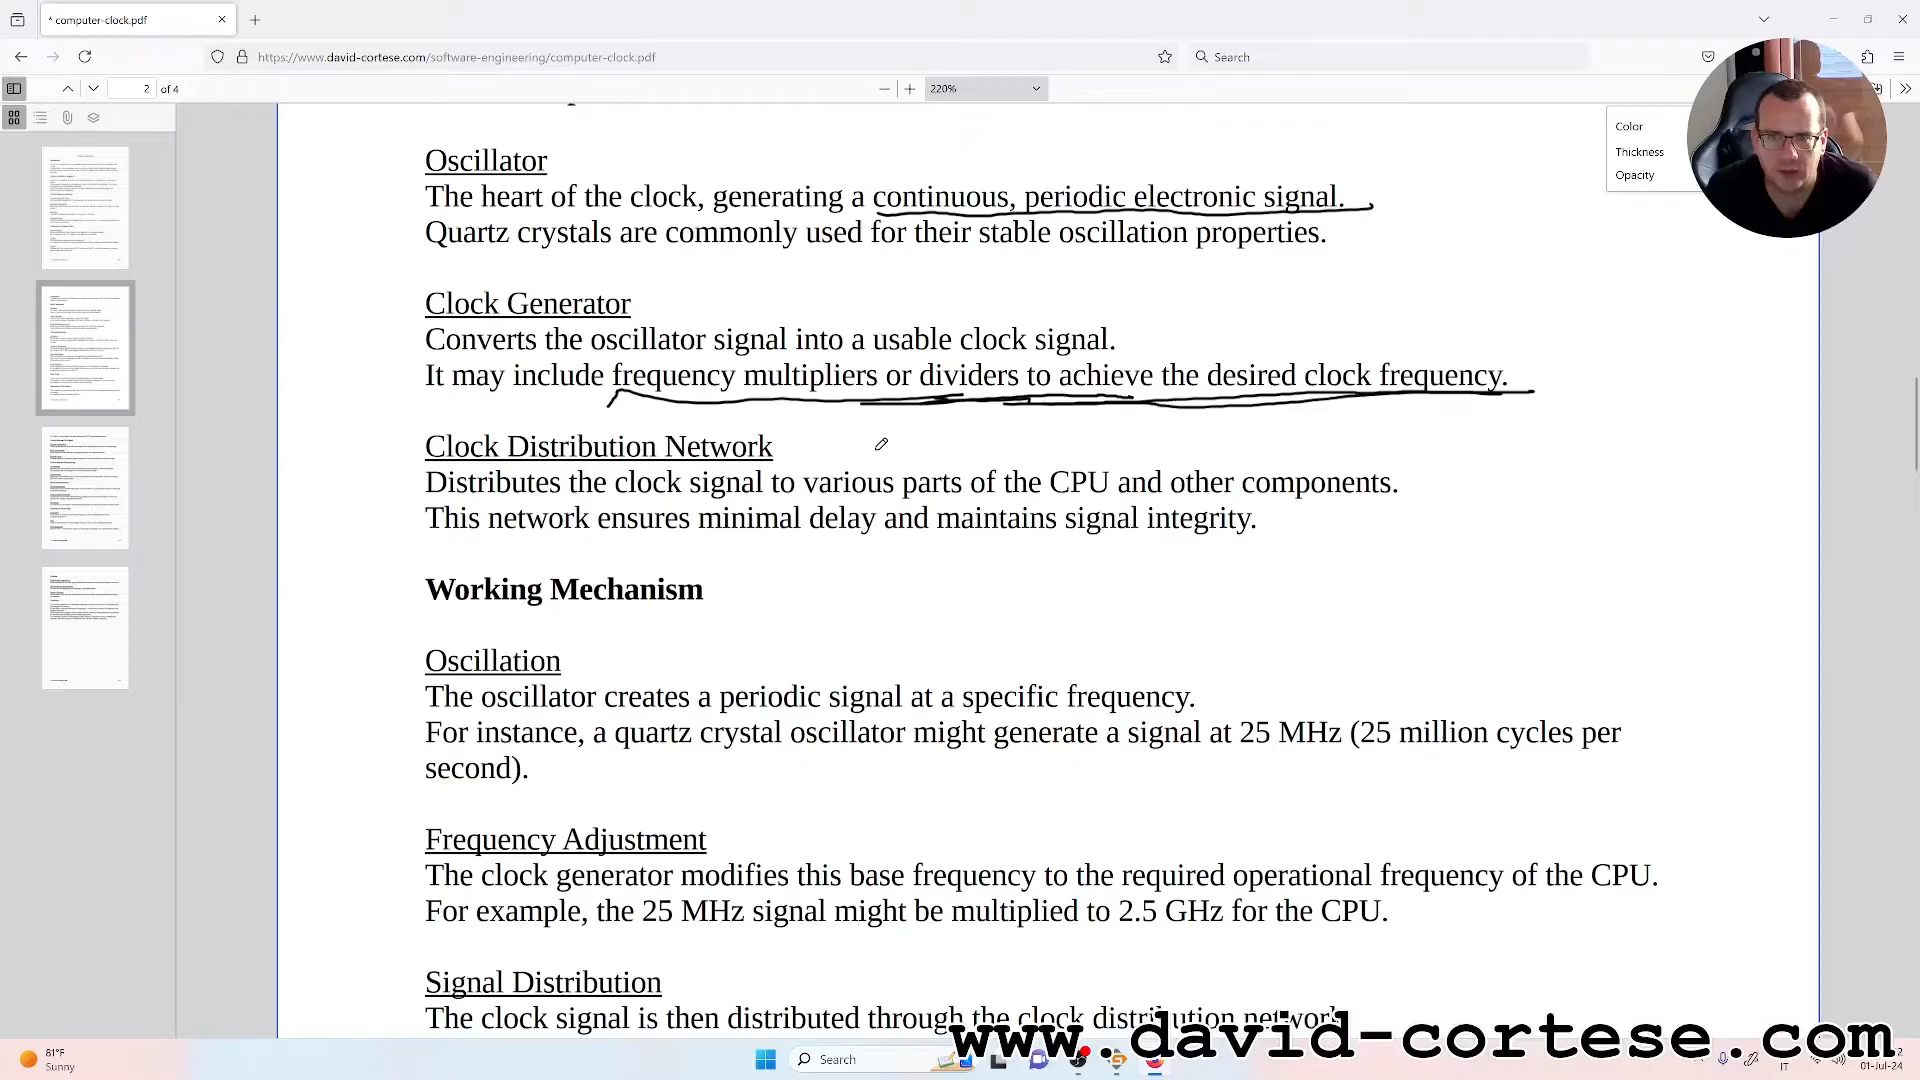 * computer-clock.pdf
https://www.david-cortese.com/software-engineering/computer-clock.pdf
Search
2 of 4
220%
Color
Thickness
Opacity
Oscillator
The heart of the clock, generating a continuous, periodic electronic signal.
Quartz crystals are commonly used for their stable oscillation properties.
Clock Generator
Converts the oscillator signal into a usable clock signal.
It may include frequency multipliers or dividers to achieve the desired clock frequency.
Clock Distribution Network
Distributes the clock signal to various parts of the CPU and other components.
This network ensures minimal delay and maintains signal integrity.
Working Mechanism
Oscillation
The oscillator creates a periodic signal at a specific frequency.
For instance, a quartz crystal oscillator might generate a signal at 25 MHz (25 million cycles per
second).
Frequency Adjustment
The clock generator modifies this base frequency to the required operational frequency of the CPU.
For example, the 25 MHz signal might be multiplied to 2.5 GHz for the CPU.
Signal Distribution
The clock signal is then distributed through the clock distribution network
www.david-cortese.com
81°F
Sunny
Search
IT
01-Jul-24